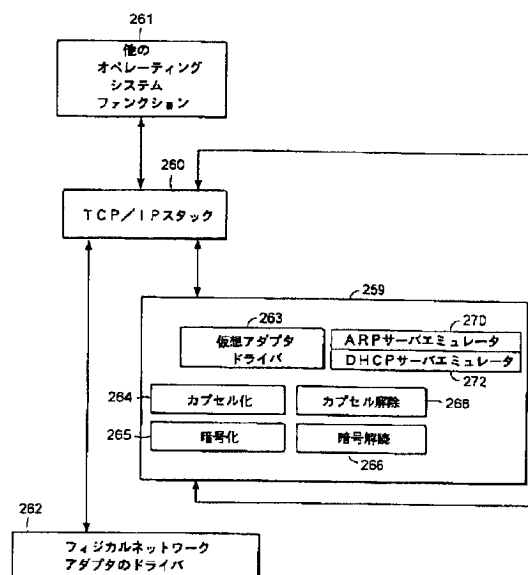 261
他の
オペレーティング
システム
ファンクション
260
TCP/IPスタック
259
263
仮想アダプタ
ドライバ
270
ARPサーバエミュレータ
DHCPサーバエミュレータ
272
264
カプセル化
カプセル解除
268
265
暗号化
暗号解読
266
262
フィジカルネットワーク
アダプタのドライバ